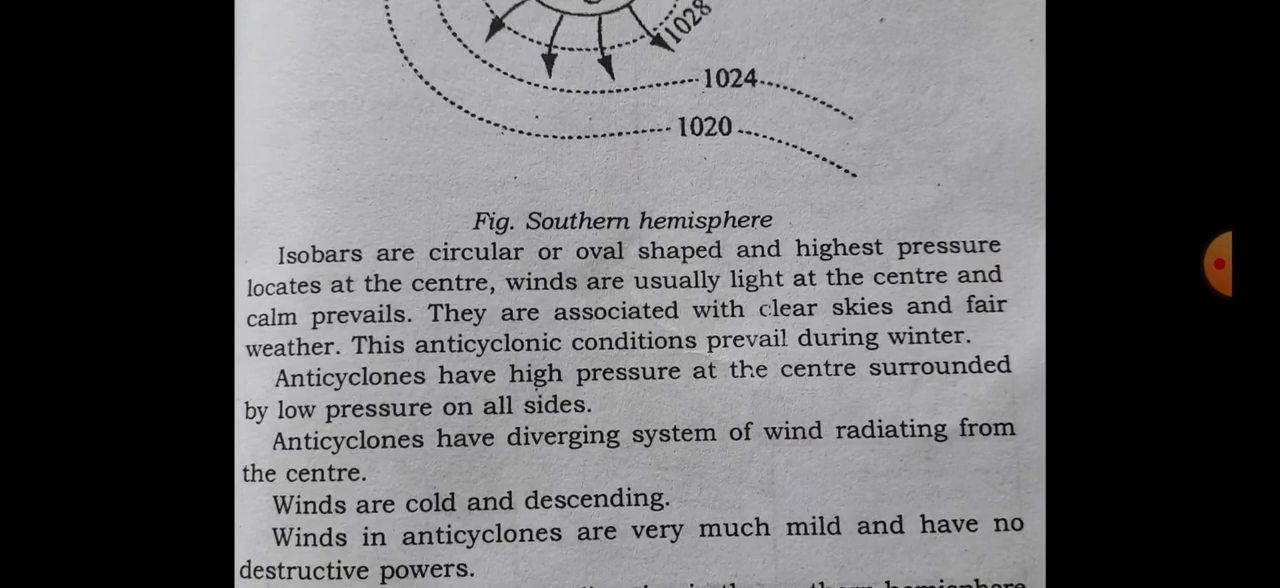 1028
1024
1020
Fig. Southern hemisphere
Isobars are circular or oval shaped and highest pressure
locates at the centre, winds are usually light at the centre and
calm prevails. They are associated with clear skies and fair
weather. This anticyclonic conditions prevail during winter.
Anticyclones have high pressure at the centre surrounded
by low pressure on all sides.
Anticyclones have diverging system of wind radiating from
the centre.
Winds are cold and descending.
Winds in anticyclones are very much mild and have no
destructive powers.
hemisphere